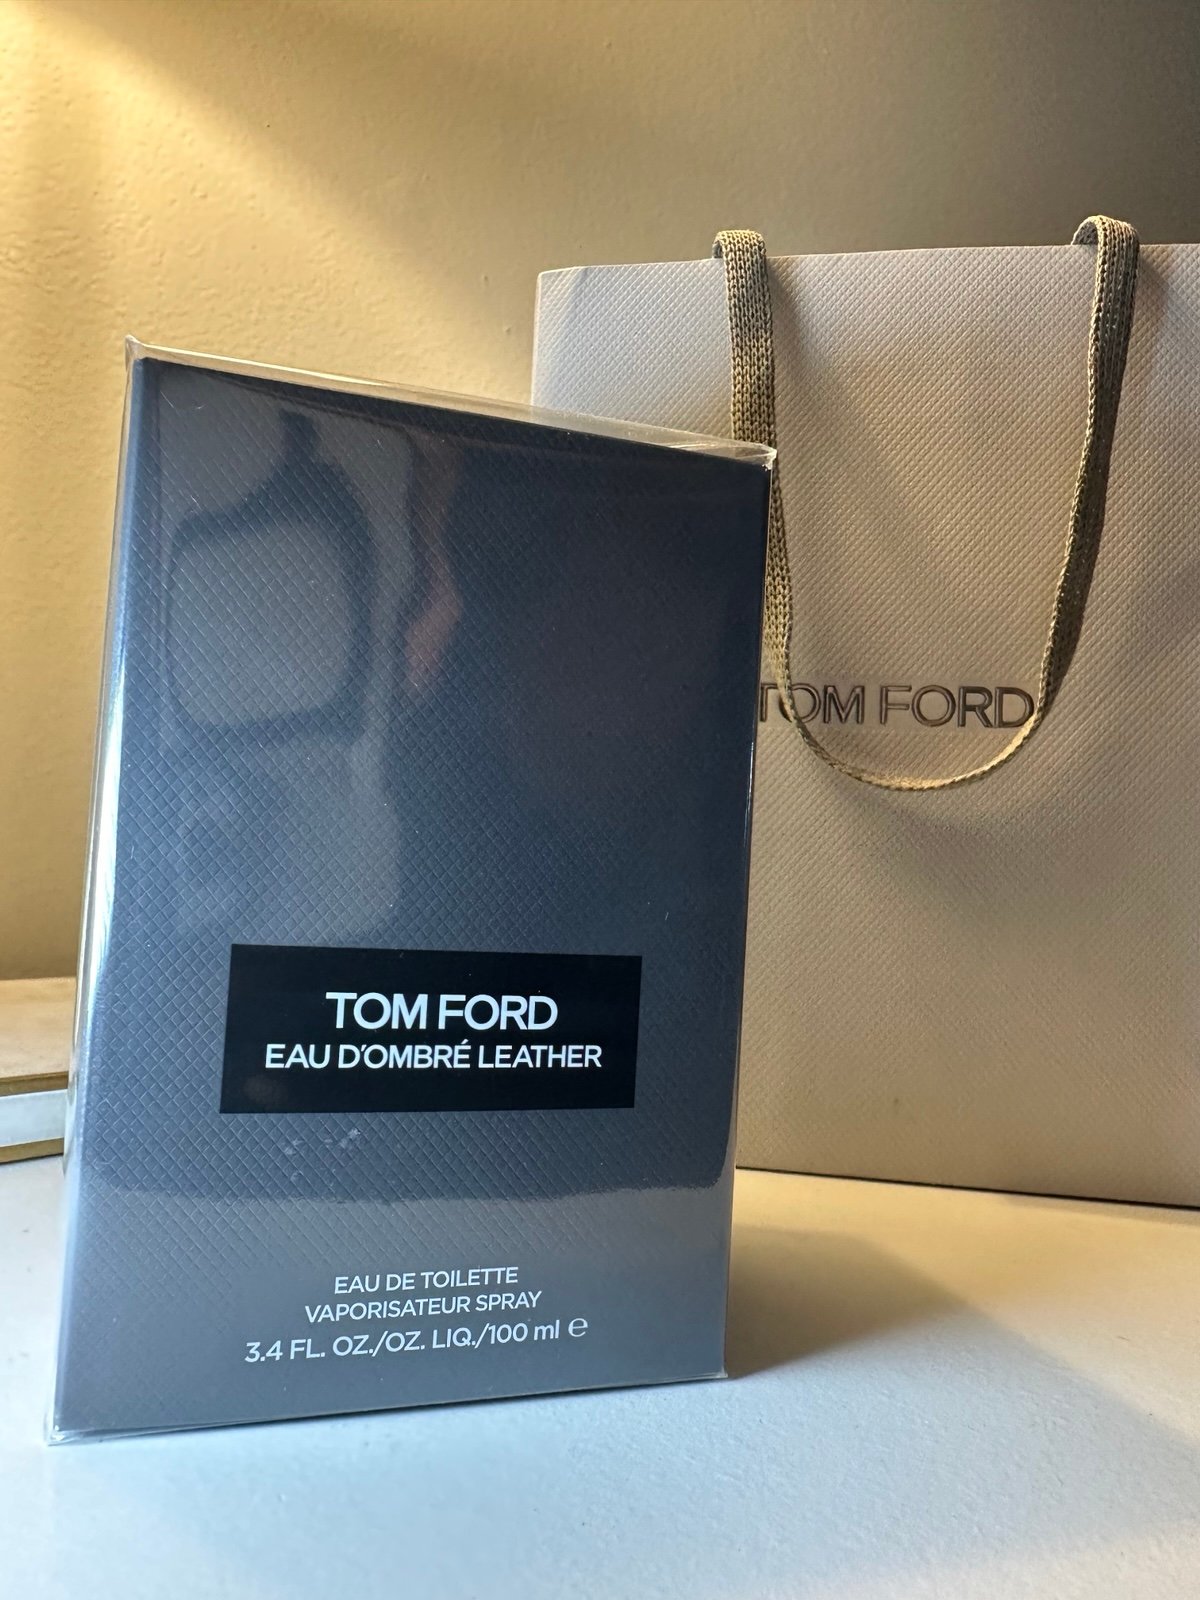 TOM FORD
TOM FORD
EAU D'OMBRÉ LEATHER
EAU DE TOILETTE
VAPORISATEUR SPRAY
3.4 FL. OZ./OZ. LIQ./100 ml ℮